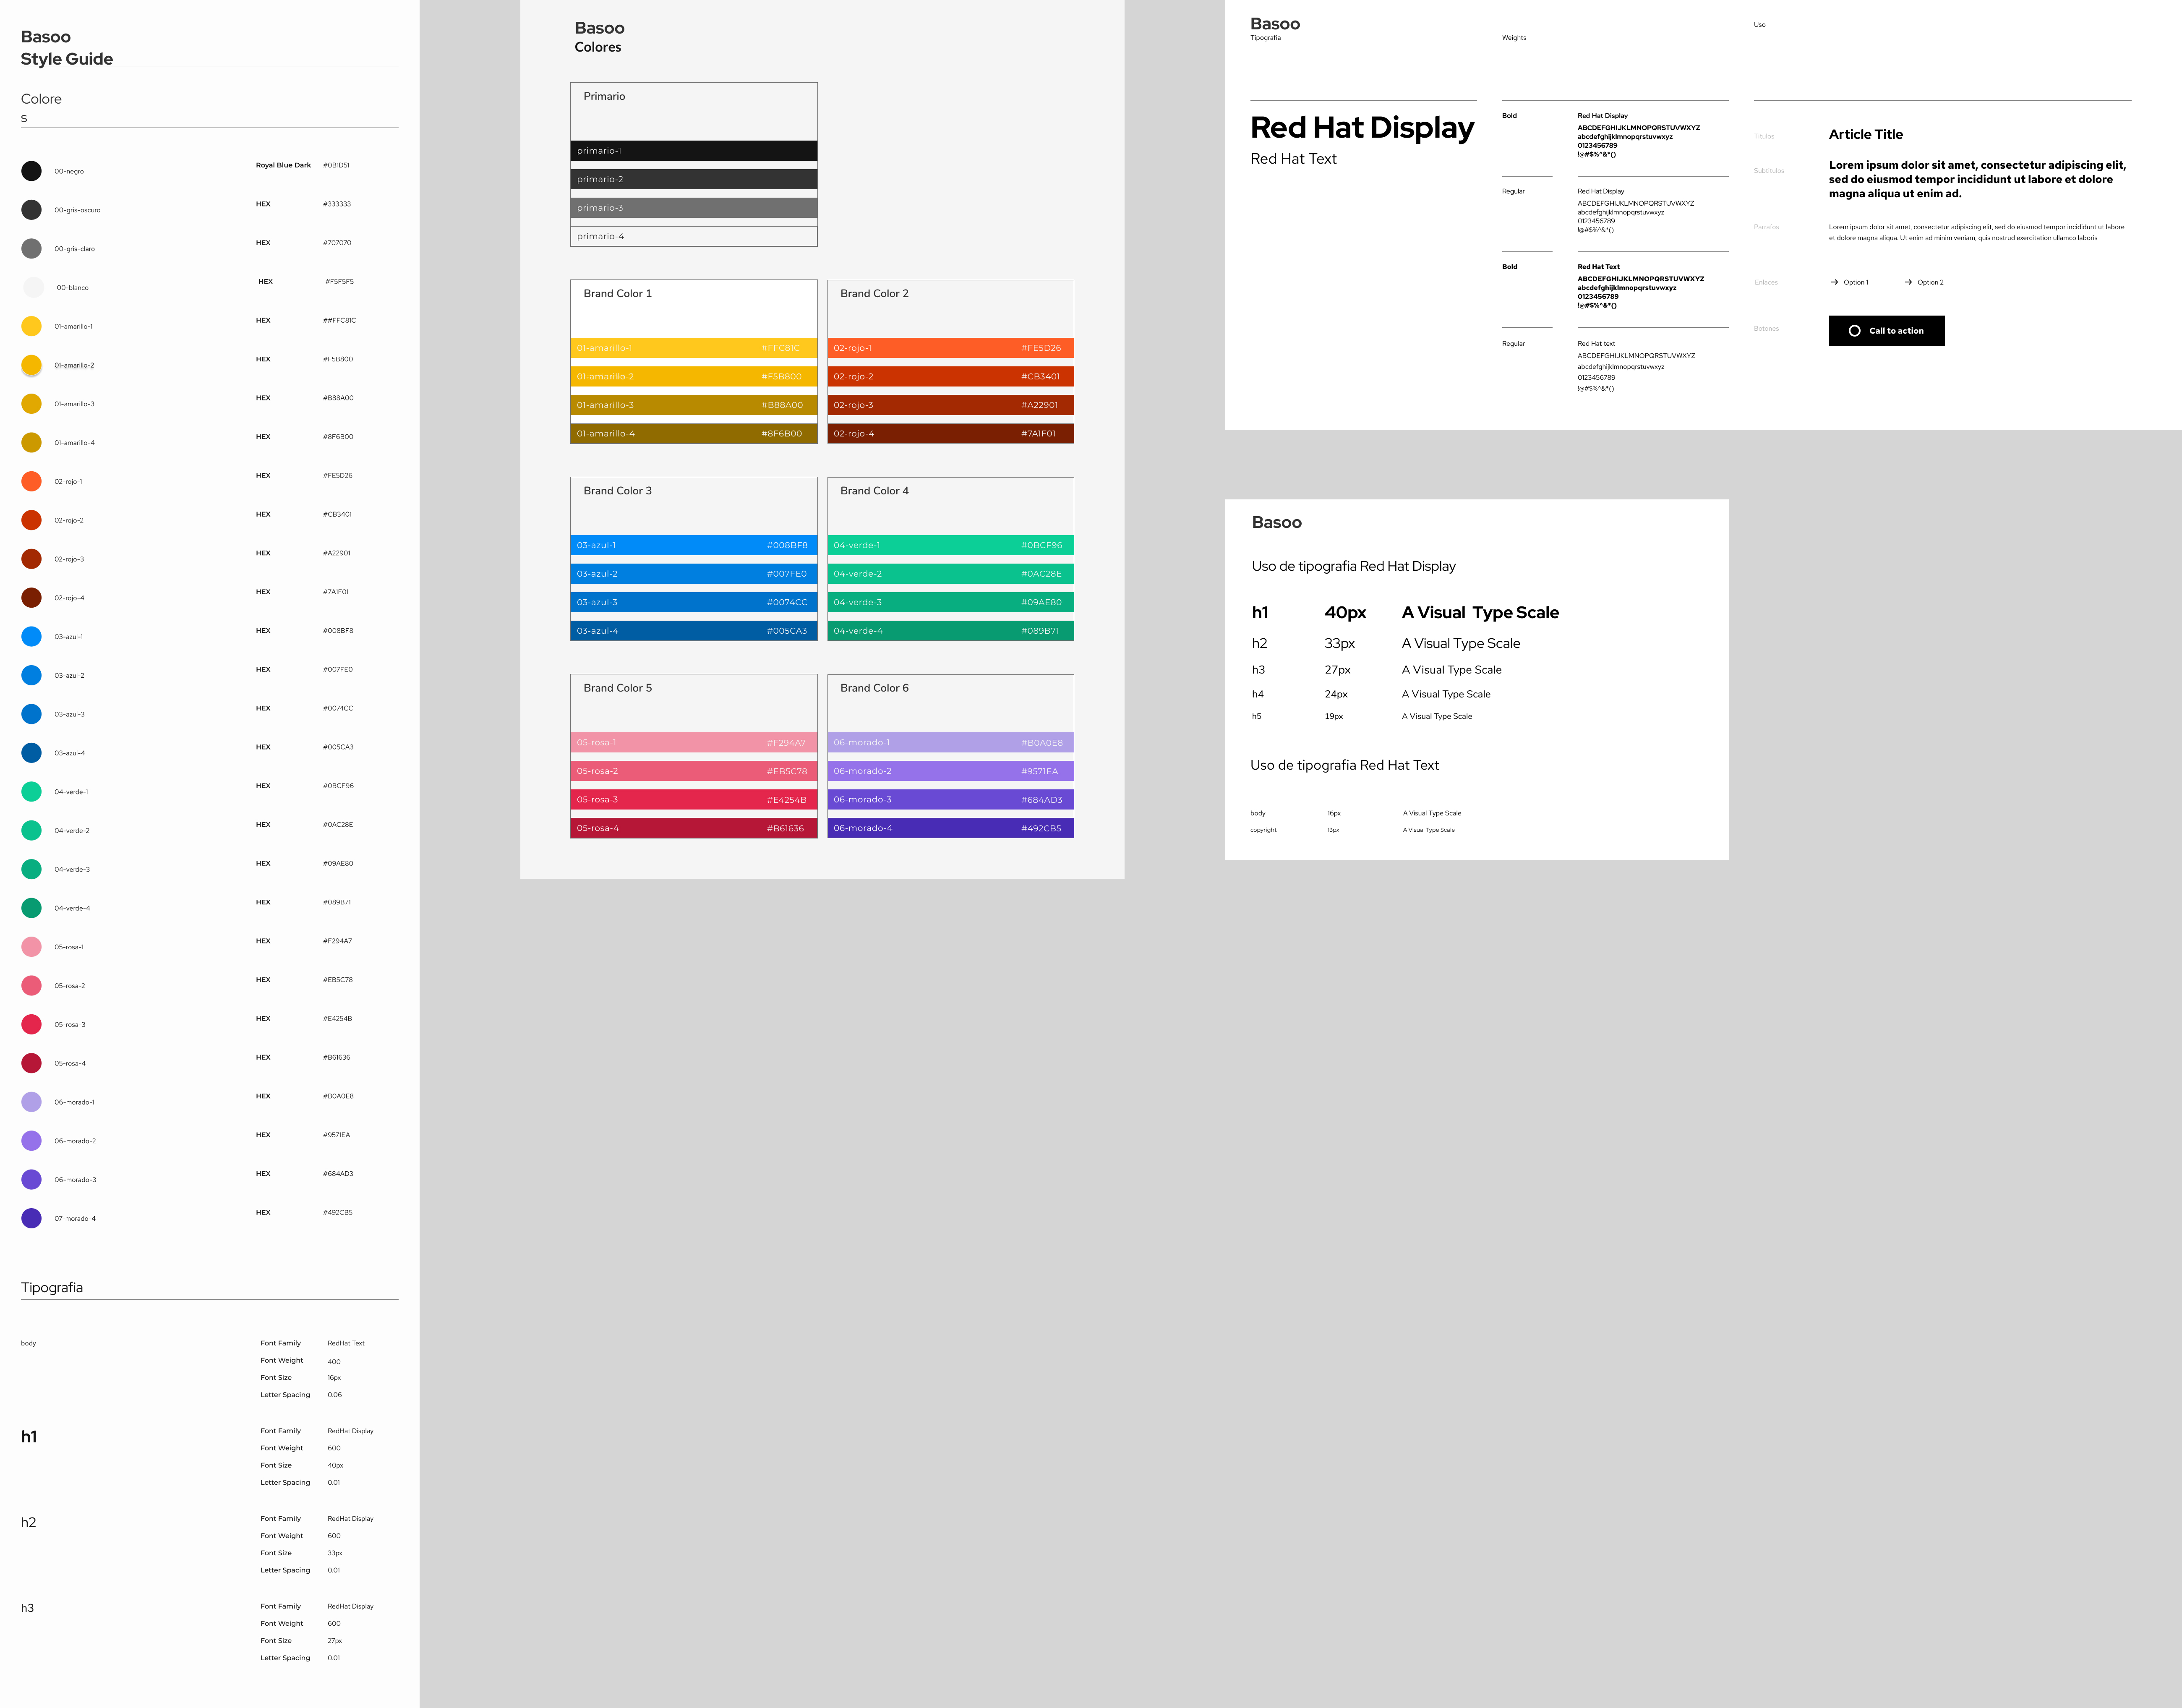 Basoo
Style Guide
Colore
s
00-negro Royal Blue Dark #0B1D51
00-gris-oscuro HEX #333333
00-gris-claro HEX #707070
00-blanco HEX #F5F5F5
01-amarillo-1 HEX ##FFC81C
01-amarillo-2 HEX #F5B800
01-amarillo-3 HEX #B88A00
01-amarillo-4 HEX #8F6B00
02-rojo-1 HEX #FE5D26
02-rojo-2 HEX #CB3401
02-rojo-3 HEX #A22901
02-rojo-4 HEX #7A1F01
03-azul-1 HEX #008BF8
03-azul-2 HEX #007FE0
03-azul-3 HEX #0074CC
03-azul-4 HEX #005CA3
04-verde-1 HEX #0BCF96
04-verde-2 HEX #0AC28E
04-verde-3 HEX #09AE80
04-verde-4 HEX #089B71
05-rosa-1 HEX #F294A7
05-rosa-2 HEX #EB5C78
05-rosa-3 HEX #E4254B
05-rosa-4 HEX #B61636
06-morado-1 HEX #B0A0E8
06-morado-2 HEX #9571EA
06-morado-3 HEX #684AD3
07-morado-4 HEX #492CB5
Tipografia
body Font Family RedHat Text
Font Weight 400
Font Size 16px
Letter Spacing 0.06
h1 Font Family RedHat Display
Font Weight 600
Font Size 40px
Letter Spacing 0.01
h2 Font Family RedHat Display
Font Weight 600
Font Size 33px
Letter Spacing 0.01
h3 Font Family RedHat Display
Font Weight 600
Font Size 27px
Letter Spacing 0.01
Basoo
Colores
Primario
primario-1
primario-2
primario-3
primario-4
Brand Color 1
01-amarillo-1 #FFC81C
01-amarillo-2 #F5B800
01-amarillo-3 #B88A00
01-amarillo-4 #8F6B00
Brand Color 2
02-rojo-1 #FE5D26
02-rojo-2 #CB3401
02-rojo-3 #A22901
02-rojo-4 #7A1F01
Brand Color 3
03-azul-1 #008BF8
03-azul-2 #007FE0
03-azul-3 #0074CC
03-azul-4 #005CA3
Brand Color 4
04-verde-1 #0BCF96
04-verde-2 #0AC28E
04-verde-3 #09AE80
04-verde-4 #089B71
Brand Color 5
05-rosa-1 #F294A7
05-rosa-2 #EB5C78
05-rosa-3 #E4254B
05-rosa-4 #B61636
Brand Color 6
06-morado-1 #B0A0E8
06-morado-2 #9571EA
06-morado-3 #684AD3
06-morado-4 #492CB5
Basoo
Tipografia
Weights
Uso
Red Hat Display
Red Hat Text
Bold Red Hat Display
ABCDEFGHIJKLMNOPQRSTUVWXYZ
abcdefghijklmnopqrstuvwxyz
0123456789
!@#$%^&*()
Regular Red Hat Display
ABCDEFGHIJKLMNOPQRSTUVWXYZ
abcdefghijklmnopqrstuvwxyz
0123456789
!@#$%^&*()
Bold Red Hat Text
ABCDEFGHIJKLMNOPQRSTUVWXYZ
abcdefghijklmnopqrstuvwxyz
0123456789
!@#$%^&*()
Regular Red Hat text
ABCDEFGHIJKLMNOPQRSTUVWXYZ
abcdefghijklmnopqrstuvwxyz
0123456789
!@#$%^&*()
Titulos Article Title
Subtitulos
Lorem ipsum dolor sit amet, consectetur adipiscing elit,
sed do eiusmod tempor incididunt ut labore et dolore
magna aliqua ut enim ad.
Parrafos Lorem ipsum dolor sit amet, consectetur adipiscing elit, sed do eiusmod tempor incididunt ut labore
et dolore magna aliqua. Ut enim ad minim veniam, quis nostrud exercitation ullamco laboris
Enlaces → Option 1 → Option 2
Botones Call to action
Basoo
Uso de tipografia Red Hat Display
h1 40px A Visual Type Scale
h2 33px A Visual Type Scale
h3 27px A Visual Type Scale
h4 24px A Visual Type Scale
h5 19px A Visual Type Scale
Uso de tipografia Red Hat Text
body 16px A Visual Type Scale
copyright 13px A Visual Type Scale